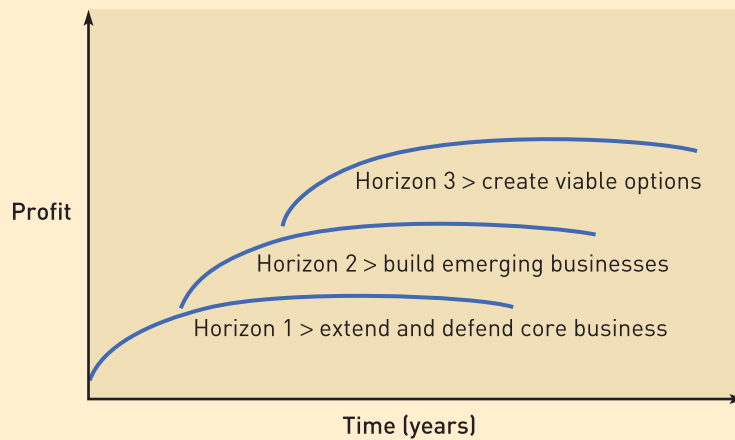 Profit
Horizon 3 > create viable options
Horizon 2 > build emerging businesses
Horizon 1 > extend and defend core business
Time (years)